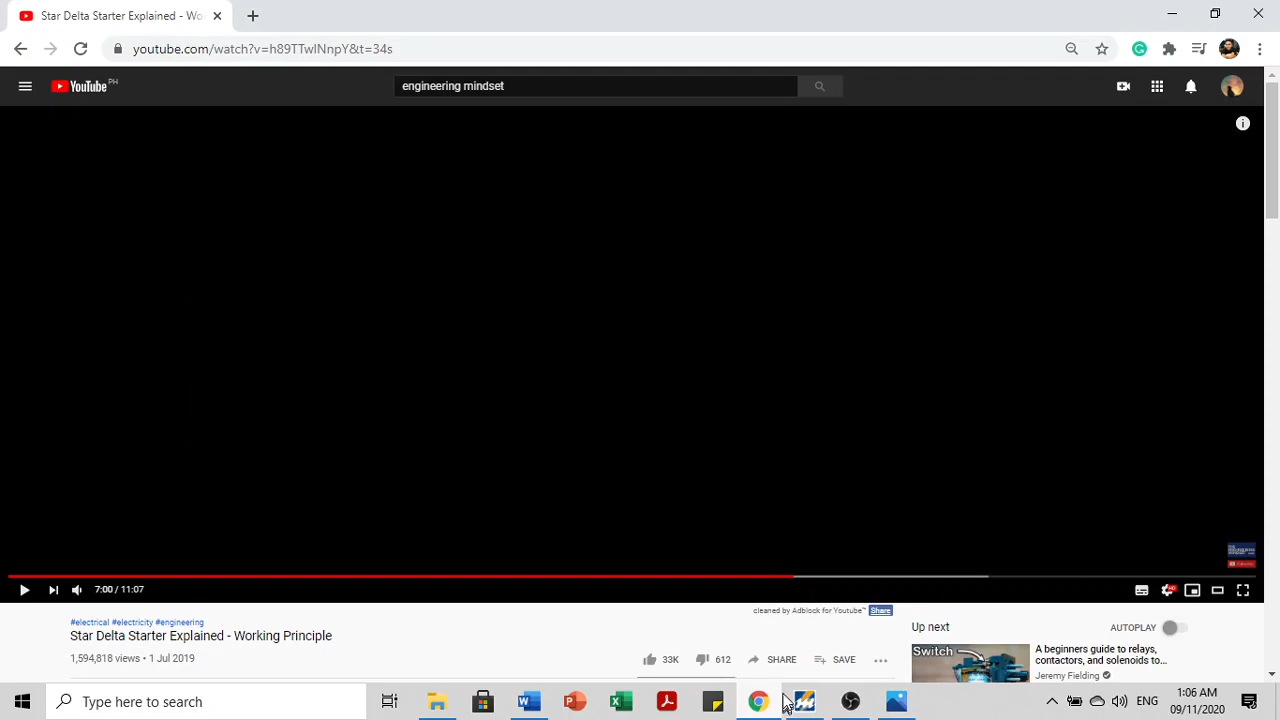 Star Delta Starter Explained - Wo
youtube.com/watch?v=h89TTwINnpY&t=34s
YouTube PH
engineering mindset
7:00 / 11:07
HD
cleaned by Adblock for Youtube™ Share
#electrical #electricity #engineering
Star Delta Starter Explained - Working Principle
1,594,818 views • 1 Jul 2019
33K
612
SHARE
SAVE
Up next
AUTOPLAY
Switch
A beginners guide to relays,
contactors, and solenoids to...
Jeremy Fielding
Type here to search
ENG
1:06 AM
09/11/2020